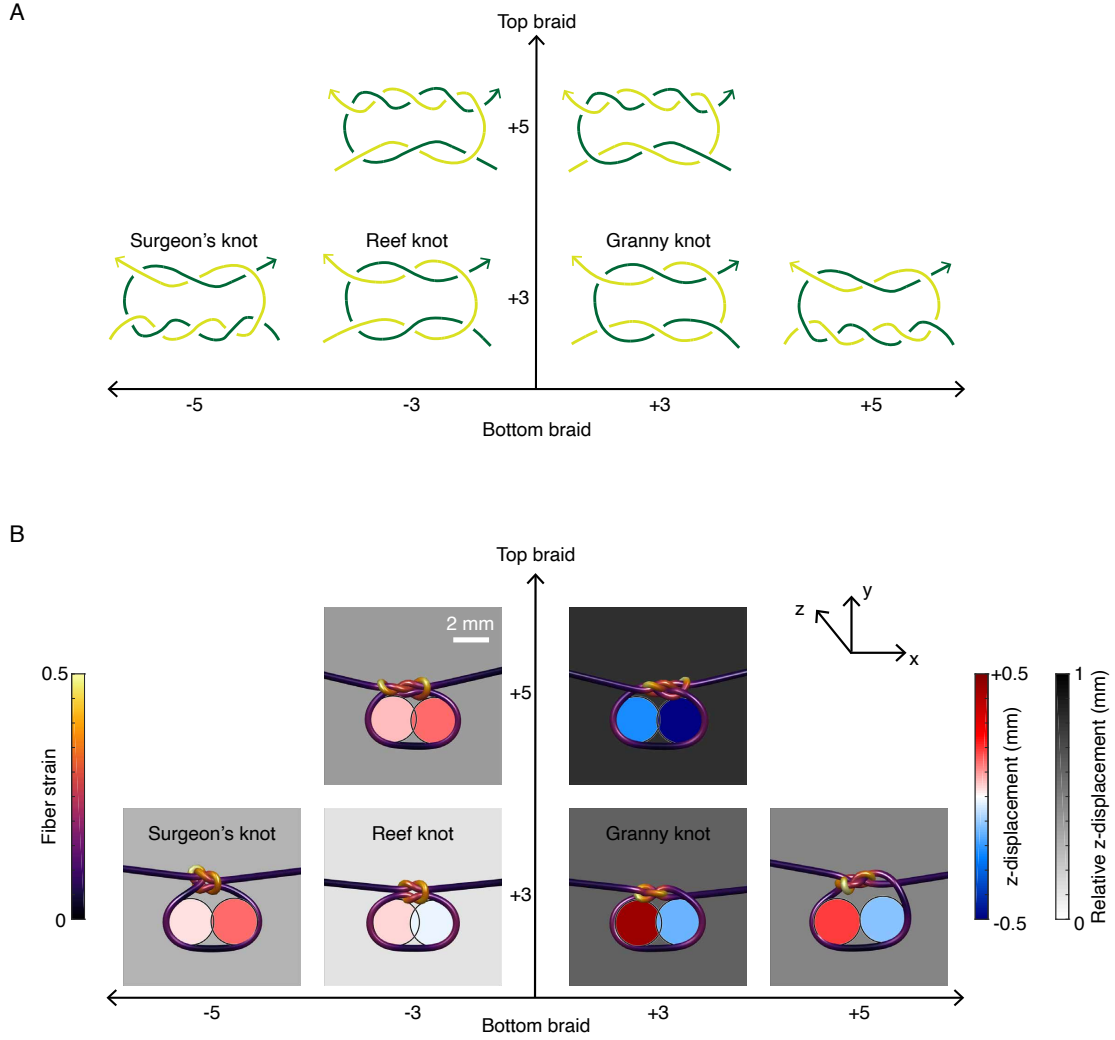 A
Top braid
+5
Surgeon's knot
Reef knot
Granny knot
+3
-5
-3
+3
+5
Bottom braid
B
Top braid
y
z
x
2 mm
0.5
0
Fiber strain
+5
+0.5
-0.5
z-displacement (mm)
1
0
Relative z-displacement (mm)
Surgeon's knot
Reef knot
Granny knot
+3
-5
-3
+3
+5
Bottom braid